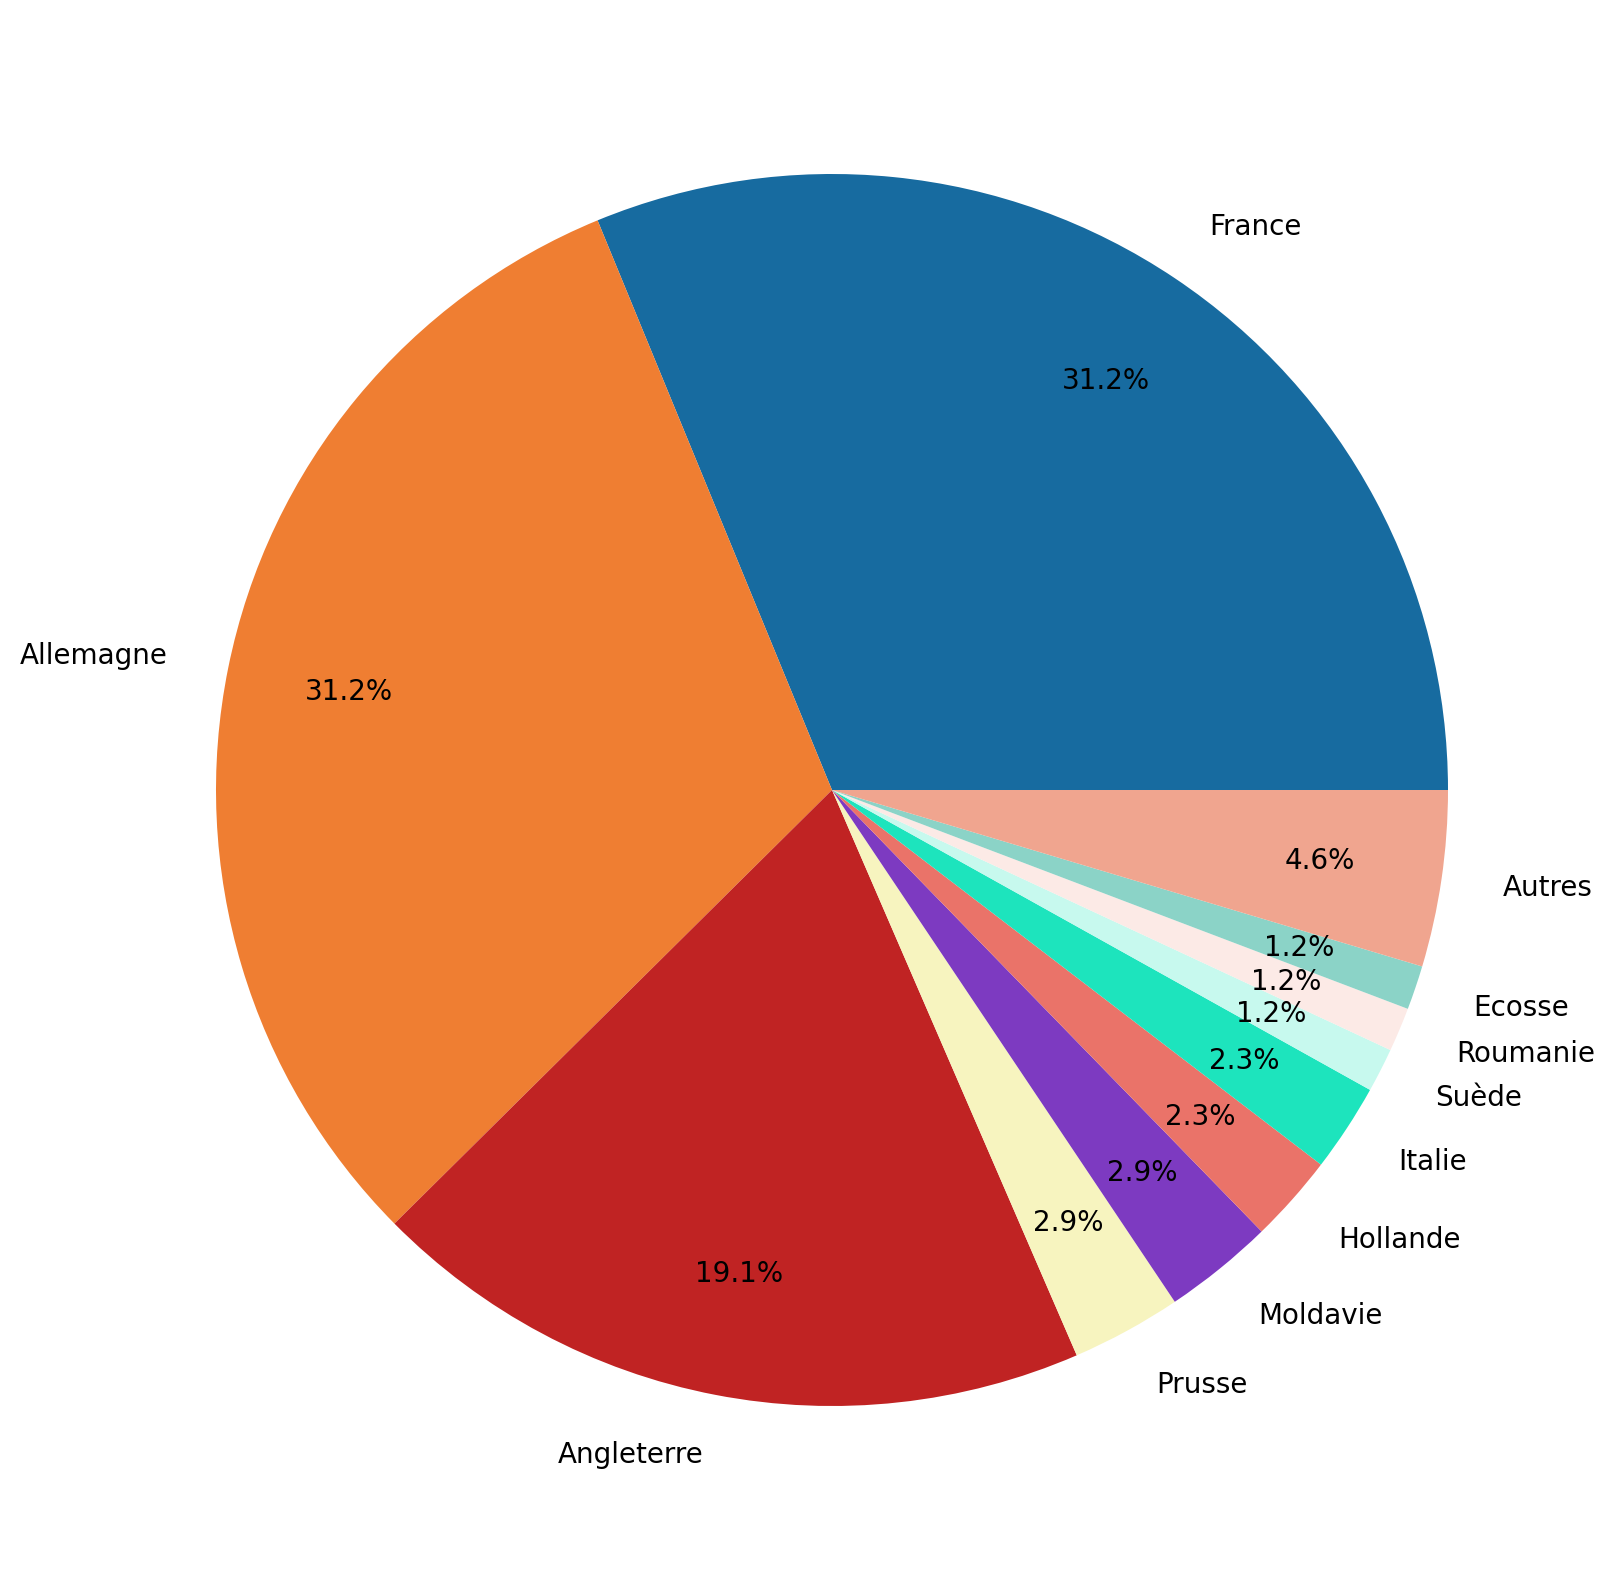 France
31.2%
Allemagne
31.2%
Angleterre
19.1%
Prusse
2.9%
Moldavie
2.9%
Hollande
2.3%
Italie
2.3%
Suède
1.2%
Roumanie
1.2%
Ecosse
1.2%
Autres
4.6%